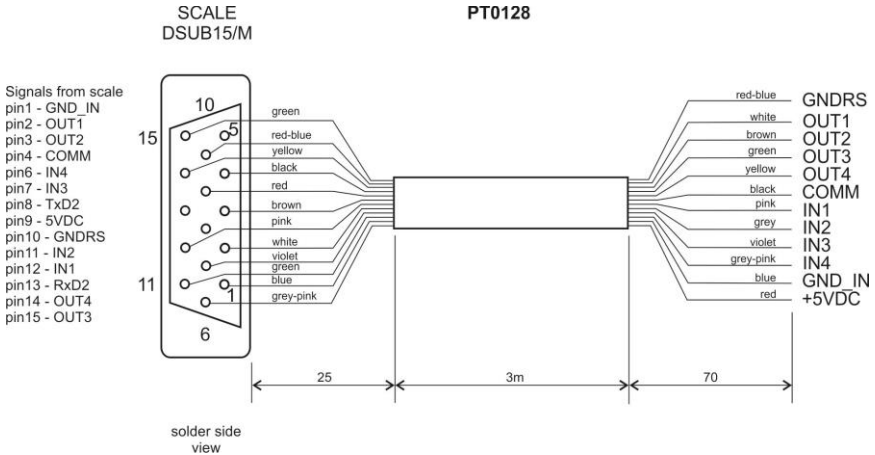 SCALE
DSUB15/M
PT0128
Signals from scale
pin1 - GND_IN
pin2 - OUT1
pin3 - OUT2
pin4 - COMM
pin6 - IN4
pin7 - IN3
pin8 - TxD2
pin9 - 5VDC
pin10 - GNDRS
pin11 - IN2
pin12 - IN1
pin13 - RxD2
pin14 - OUT4
pin15 - OUT3
10
15
5
11
1
6
green
red-blue
yellow
black
red
brown
pink
white
violet
green
blue
grey-pink
red-blue GNDRS
white OUT1
brown OUT2
green OUT3
yellow OUT4
black COMM
pink IN1
grey IN2
violet IN3
grey-pink IN4
blue GND_IN
red +5VDC
25
3m
70
solder side
view